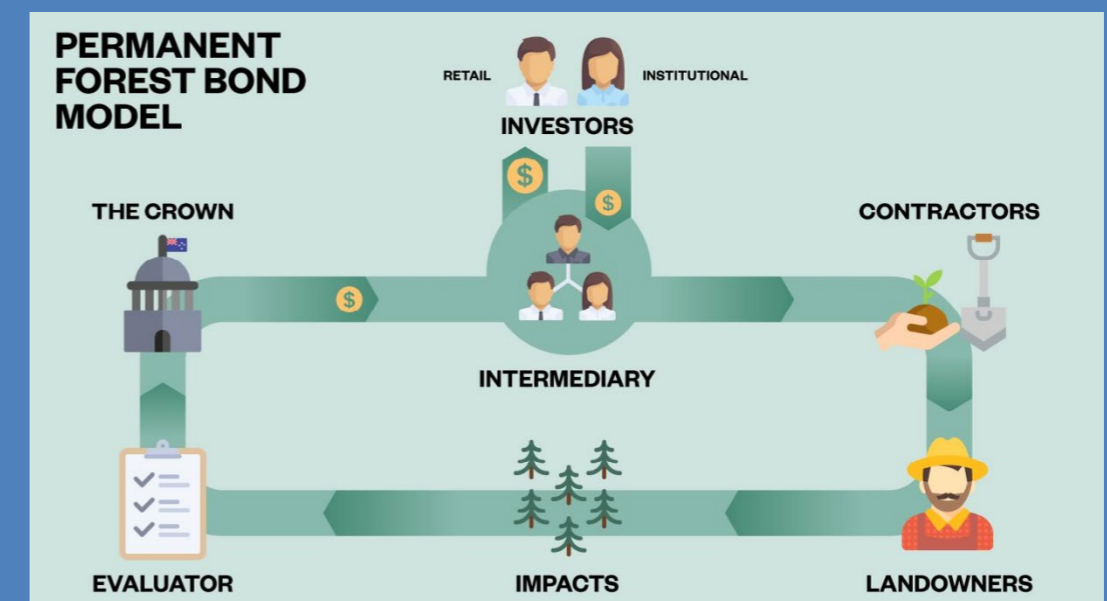 PERMANENT
FOREST BOND
MODEL
RETAIL
INSTITUTIONAL
INVESTORS
$
$
THE CROWN
CONTRACTORS
$
INTERMEDIARY
EVALUATOR
IMPACTS
LANDOWNERS